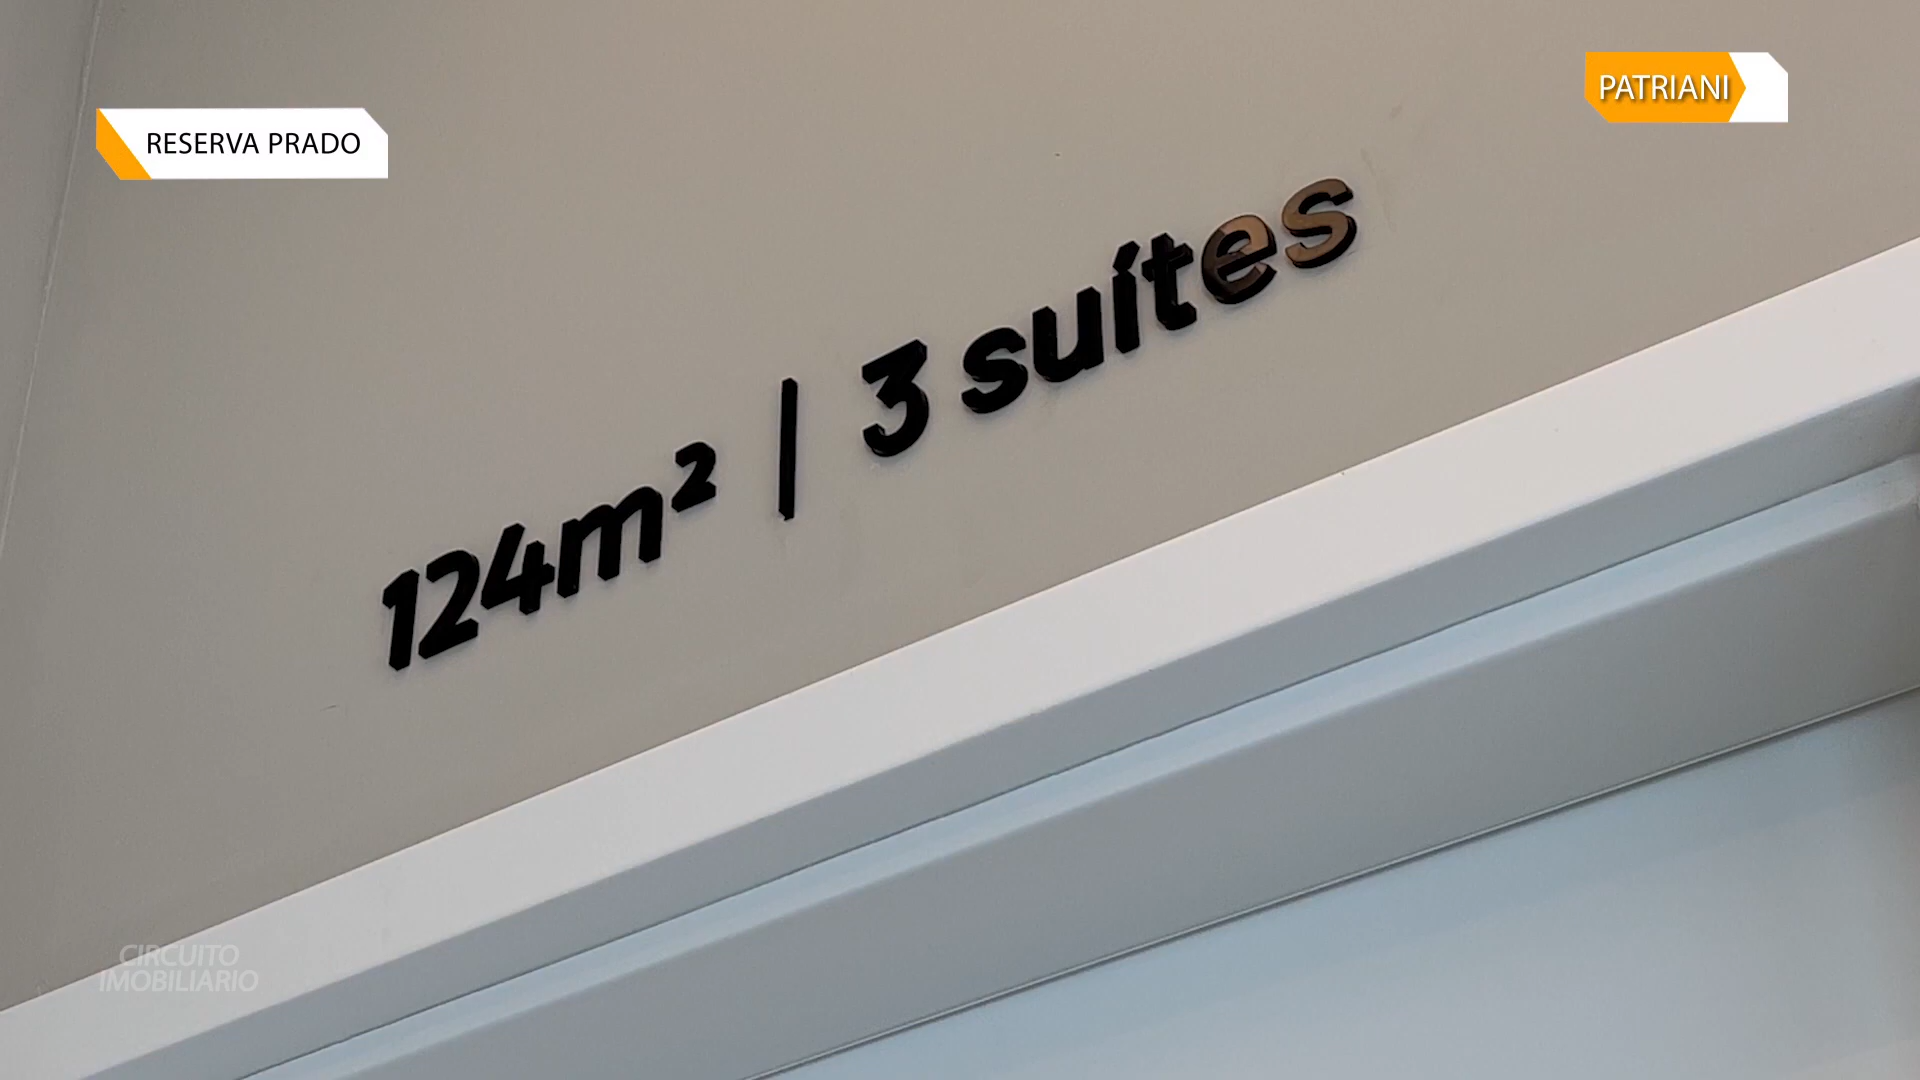 PATRIANI
RESERVA PRADO
124m² | 3 suítes
CIRCUITO
IMOBILIARIO